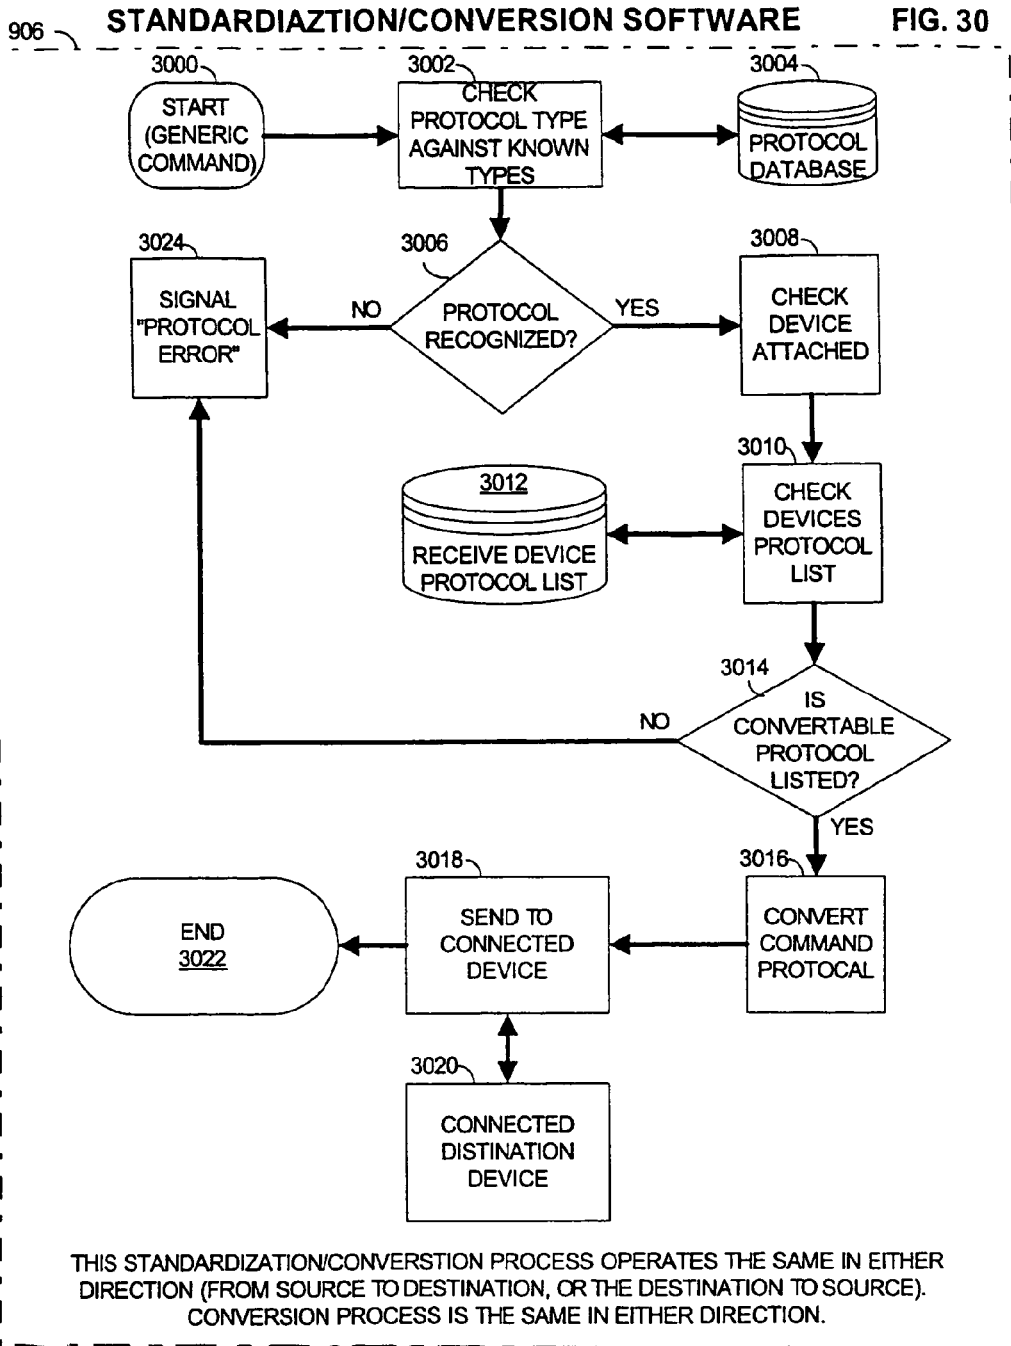 906
STANDARDIAZTION/CONVERSION SOFTWARE
FIG. 30
3000
START
(GENERIC
COMMAND)
3002
CHECK
PROTOCOL TYPE
AGAINST KNOWN
TYPES
3004
PROTOCOL
DATABASE
3024
SIGNAL
"PROTOCOL
ERROR"
NO
3006
PROTOCOL
RECOGNIZED?
YES
3008
CHECK
DEVICE
ATTACHED
3012
RECEIVE DEVICE
PROTOCOL LIST
3010
CHECK
DEVICES
PROTOCOL
LIST
NO
3014
IS
CONVERTABLE
PROTOCOL
LISTED?
YES
END
3022
3018
SEND TO
CONNECTED
DEVICE
3016
CONVERT
COMMAND
PROTOCAL
3020
CONNECTED
DISTINATION
DEVICE
THIS STANDARDIZATION/CONVERSTION PROCESS OPERATES THE SAME IN EITHER
DIRECTION (FROM SOURCE TO DESTINATION, OR THE DESTINATION TO SOURCE).
CONVERSION PROCESS IS THE SAME IN EITHER DIRECTION.